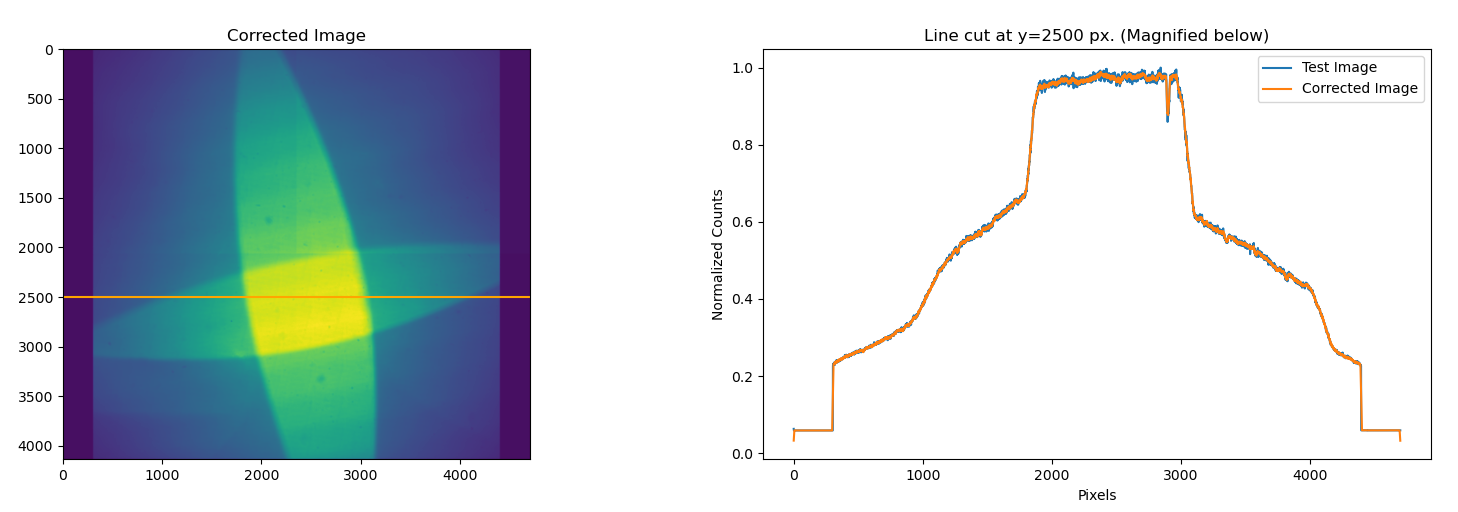 Corrected Image
0
500
1000
1500
2000
2500
3000
3500
4000
0 1000 2000 3000 4000
Line cut at y=2500 px. (Magnified below)
Test Image
Corrected Image
Normalized Counts
1.0
0.8
0.6
0.4
0.2
0.0
0 1000 2000 3000 4000
Pixels